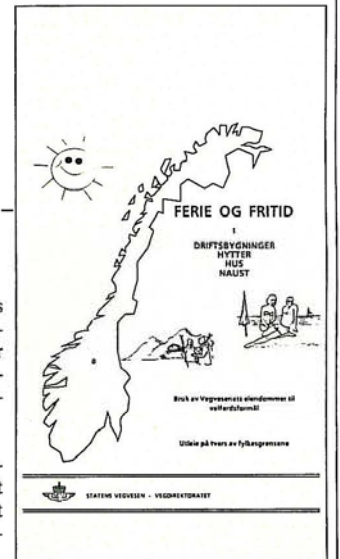 FERIE OG FRITID
I
DRIFTSBYGNINGER
HYTTER
HUS
NAUST
Bruk av Vegvesenets eiendommer til
velferdsformål
Utleie på tvers av fylkesgrensene
STATENS VEGVESEN - VEGDIREKTORATET